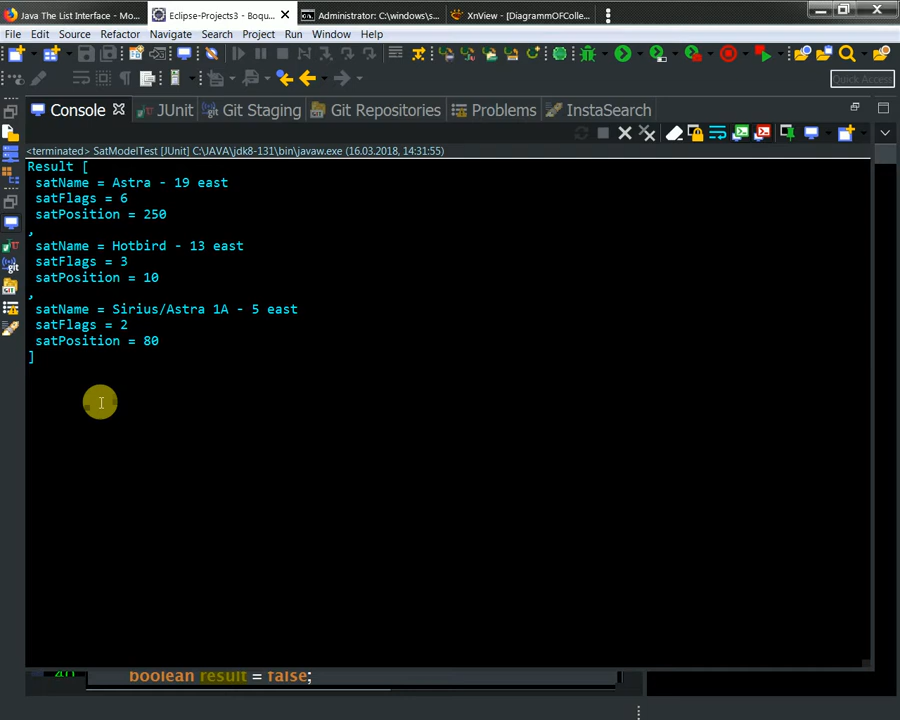 Java The List Interface - Mo...
Eclipse-Projects3 - Boqu...
Administrator: C:\windows\s...
XnView - [DiagrammOFColle...
File Edit Source Refactor Navigate Search Project Run Window Help
Quick Access
Console JUnit Git Staging Git Repositories Problems InstaSearch
<terminated> SatModelTest [JUnit] C:\JAVA\jdk8-131\bin\javaw.exe (16.03.2018, 14:31:55)
Result [
satName = Astra - 19 east
satFlags = 6
satPosition = 250
,
satName = Hotbird - 13 east
satFlags = 3
satPosition = 10
,
satName = Sirius/Astra 1A - 5 east
satFlags = 2
satPosition = 80
]
boolean result = false;